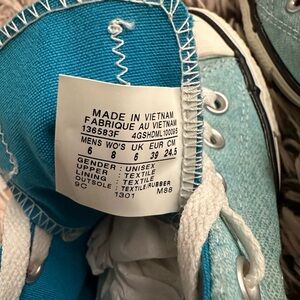 MADE IN VIETNAM
FABRIQUE AU VIETNAM
136583F 4GSHDML10009S
MENS WO'S UK EUR CM
6 8 6 39 24.5
GENDER : UNISEX
UPPER : TEXTILE
LINING : TEXTILE
OUTSOLE : TEXTILE/RUBBER
9C 1301 M88